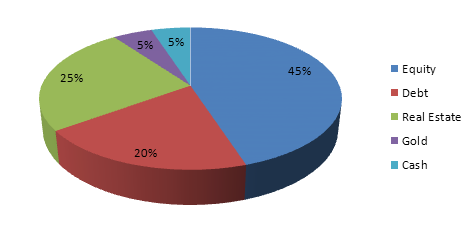 5%
5%
45%
25%
20%
Equity
Debt
Real Estate
Gold
Cash